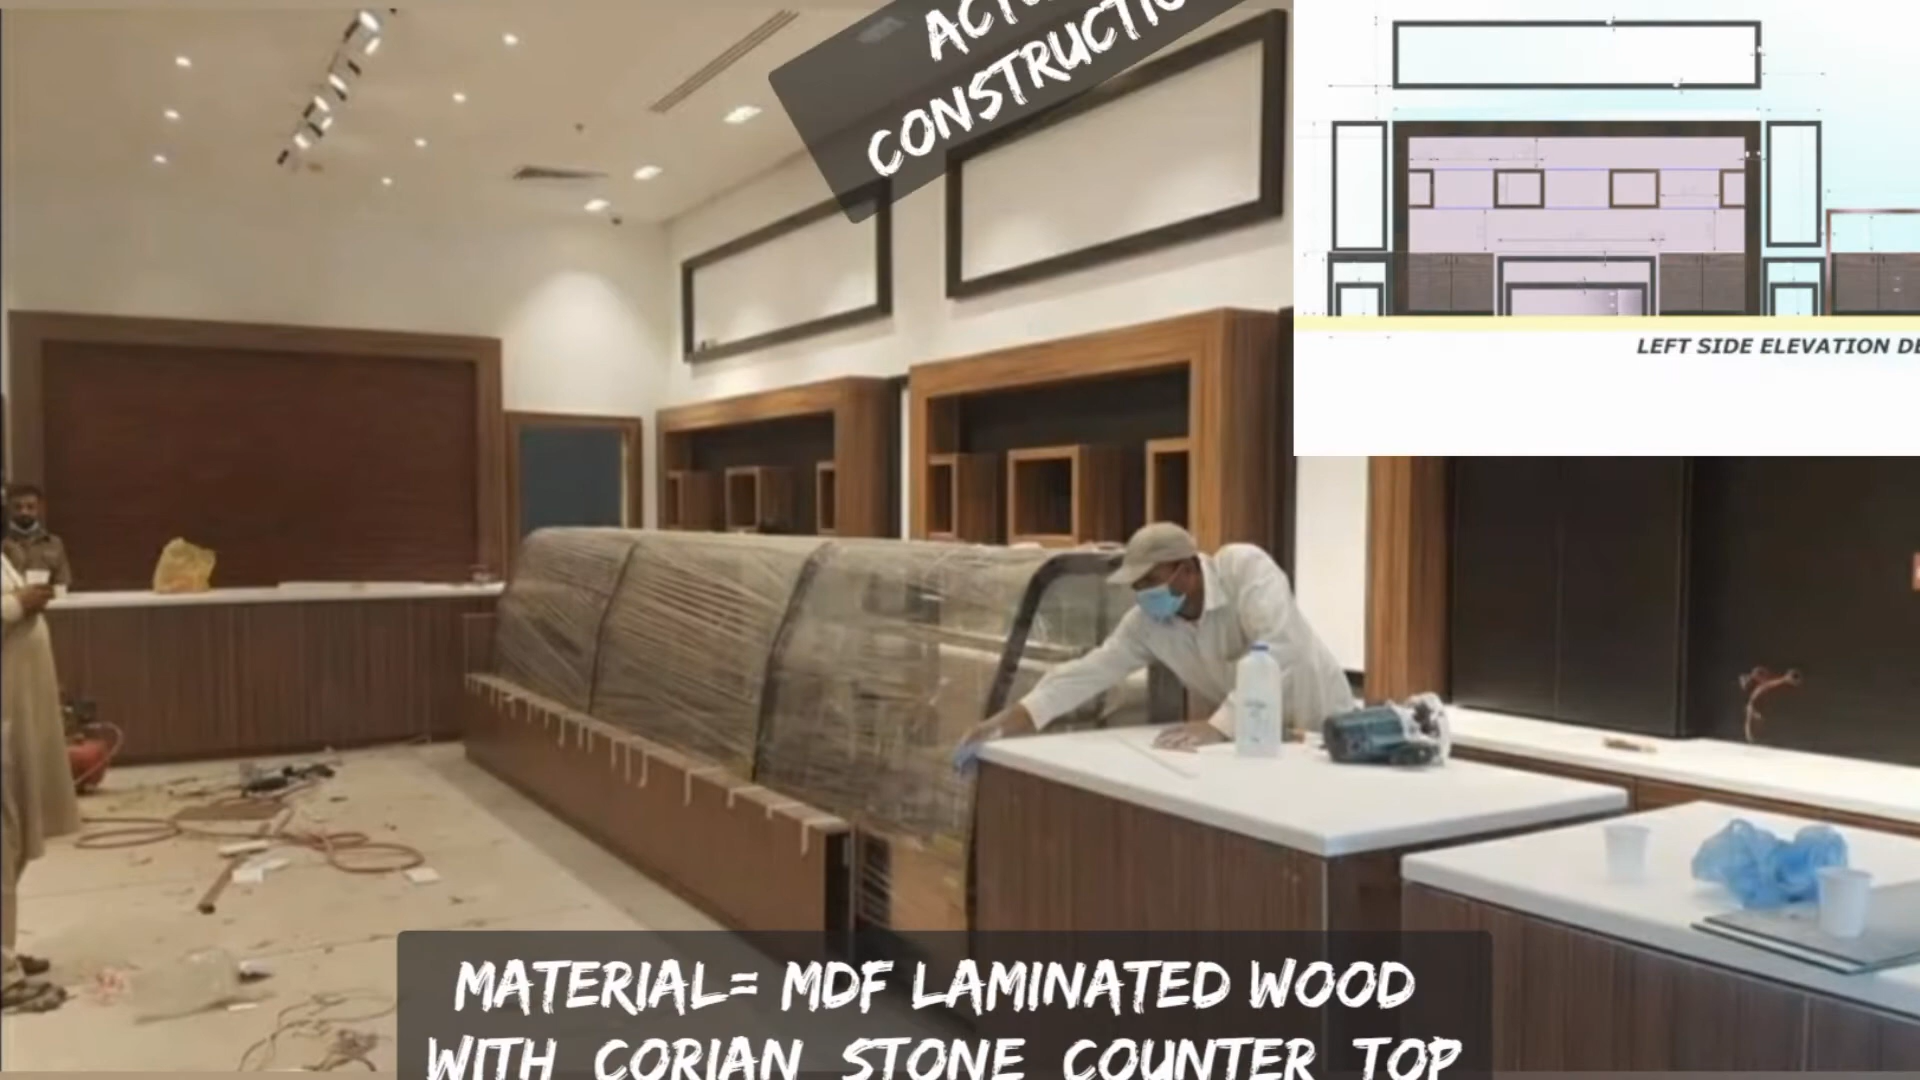 CONSTRUCTIO
LEFT SIDE ELEVATION DE
MATERIAL= MDF LAMINATED WOOD
WITH CORIAN STONE COUNTER TOP